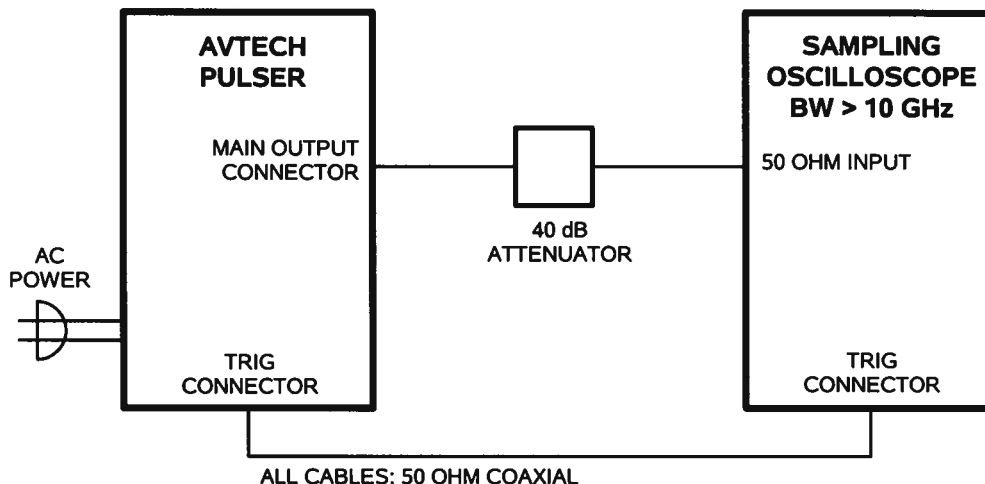 AVTECH
PULSER
MAIN OUTPUT
CONNECTOR
TRIG
CONNECTOR
AC
POWER
40 dB
ATTENUATOR
SAMPLING
OSCILLOSCOPE
BW > 10 GHz
50 OHM INPUT
TRIG
CONNECTOR
ALL CABLES: 50 OHM COAXIAL